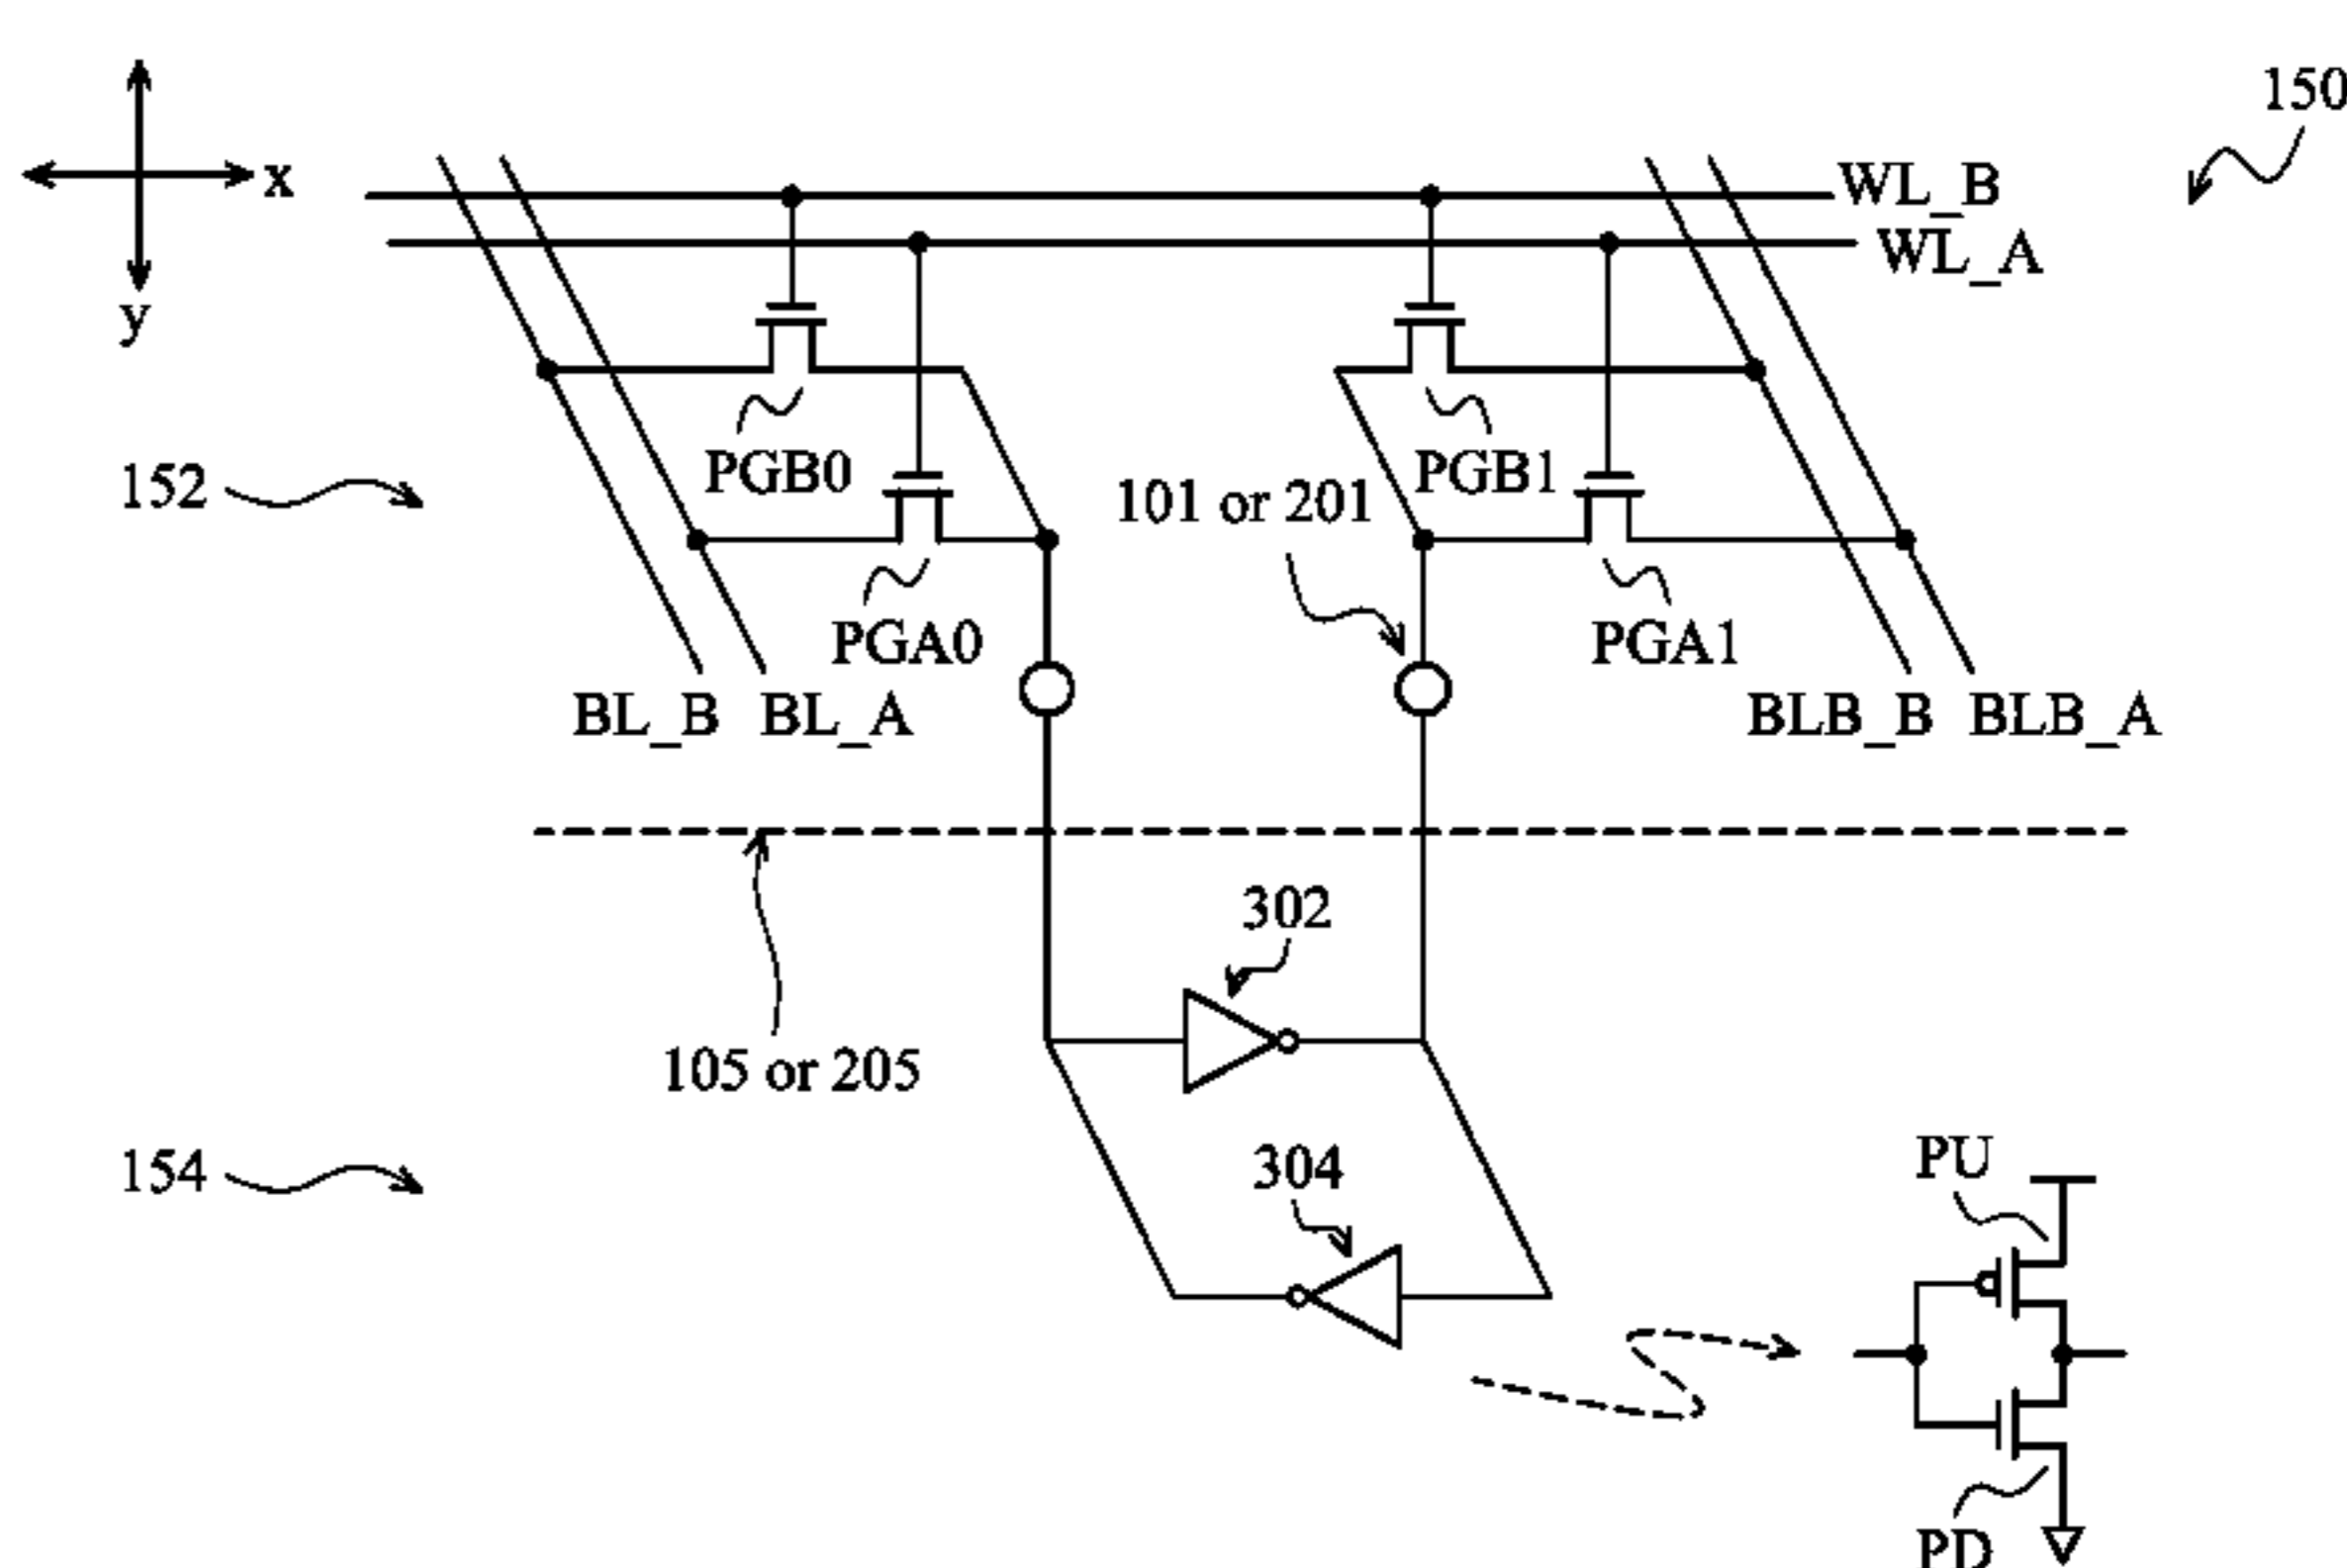 150
x
WL_B
WL_A
y
PGB0
PGB1
152
101 or 201
PGA0
PGA1
BL_B
BL_A
BLB_B
BLB_A
302
105 or 205
154
304
PU
PD